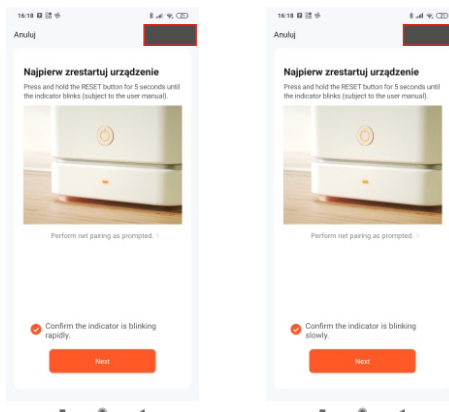 16:18
Anuluj
Najpierw zrestartuj urządzenie
Press and hold the RESET button for 5 seconds until
the indicator blinks (subject to the user manual).
Perform net pairing as prompted. >
Confirm the indicator is blinking
rapidly.
Next
16:18
Anuluj
Najpierw zrestartuj urządzenie
Press and hold the RESET button for 5 seconds until
the indicator blinks (subject to the user manual).
Perform net pairing as prompted. >
Confirm the indicator is blinking
slowly.
Next